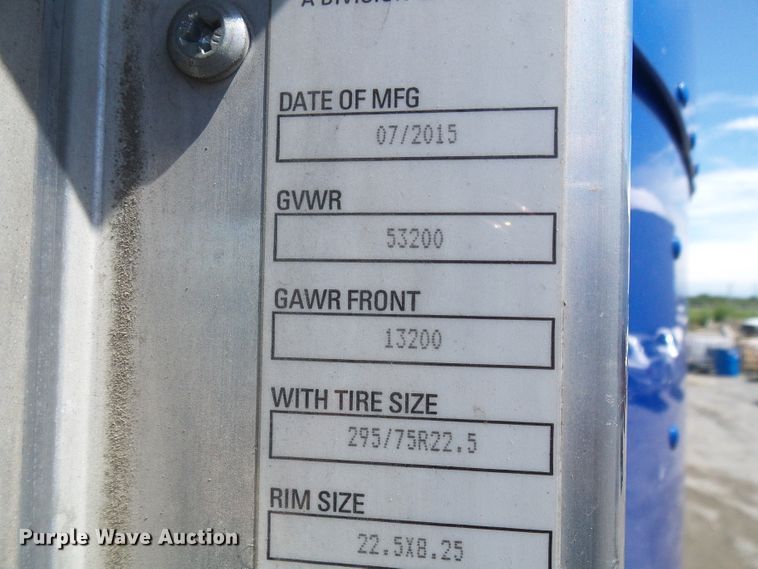 A DIVISION
DATE OF MFG
07/2015
GVWR
53200
GAWR FRONT
13200
WITH TIRE SIZE
295/75R22.5
RIM SIZE
22.5X8.25
Purple Wave Auction